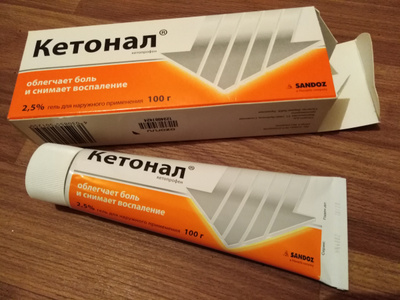 Кетонал®
облегчает боль
и снимает воспаление
2,5% гель для наружного применения 100 г
SANDOZ
Кетонал®
кетопрофен
облегчает боль
и снимает воспаление
2,5% гель для наружного применения 100 г
SANDOZ